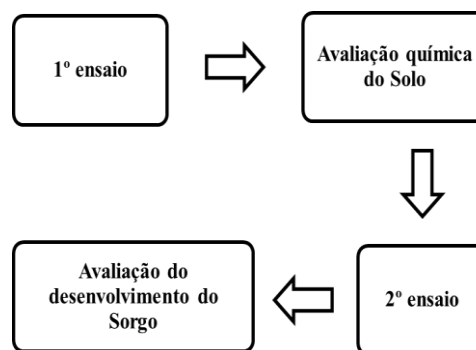 1º ensaio
Avaliação química
do Solo
Avaliação do
desenvolvimento do
Sorgo
2º ensaio